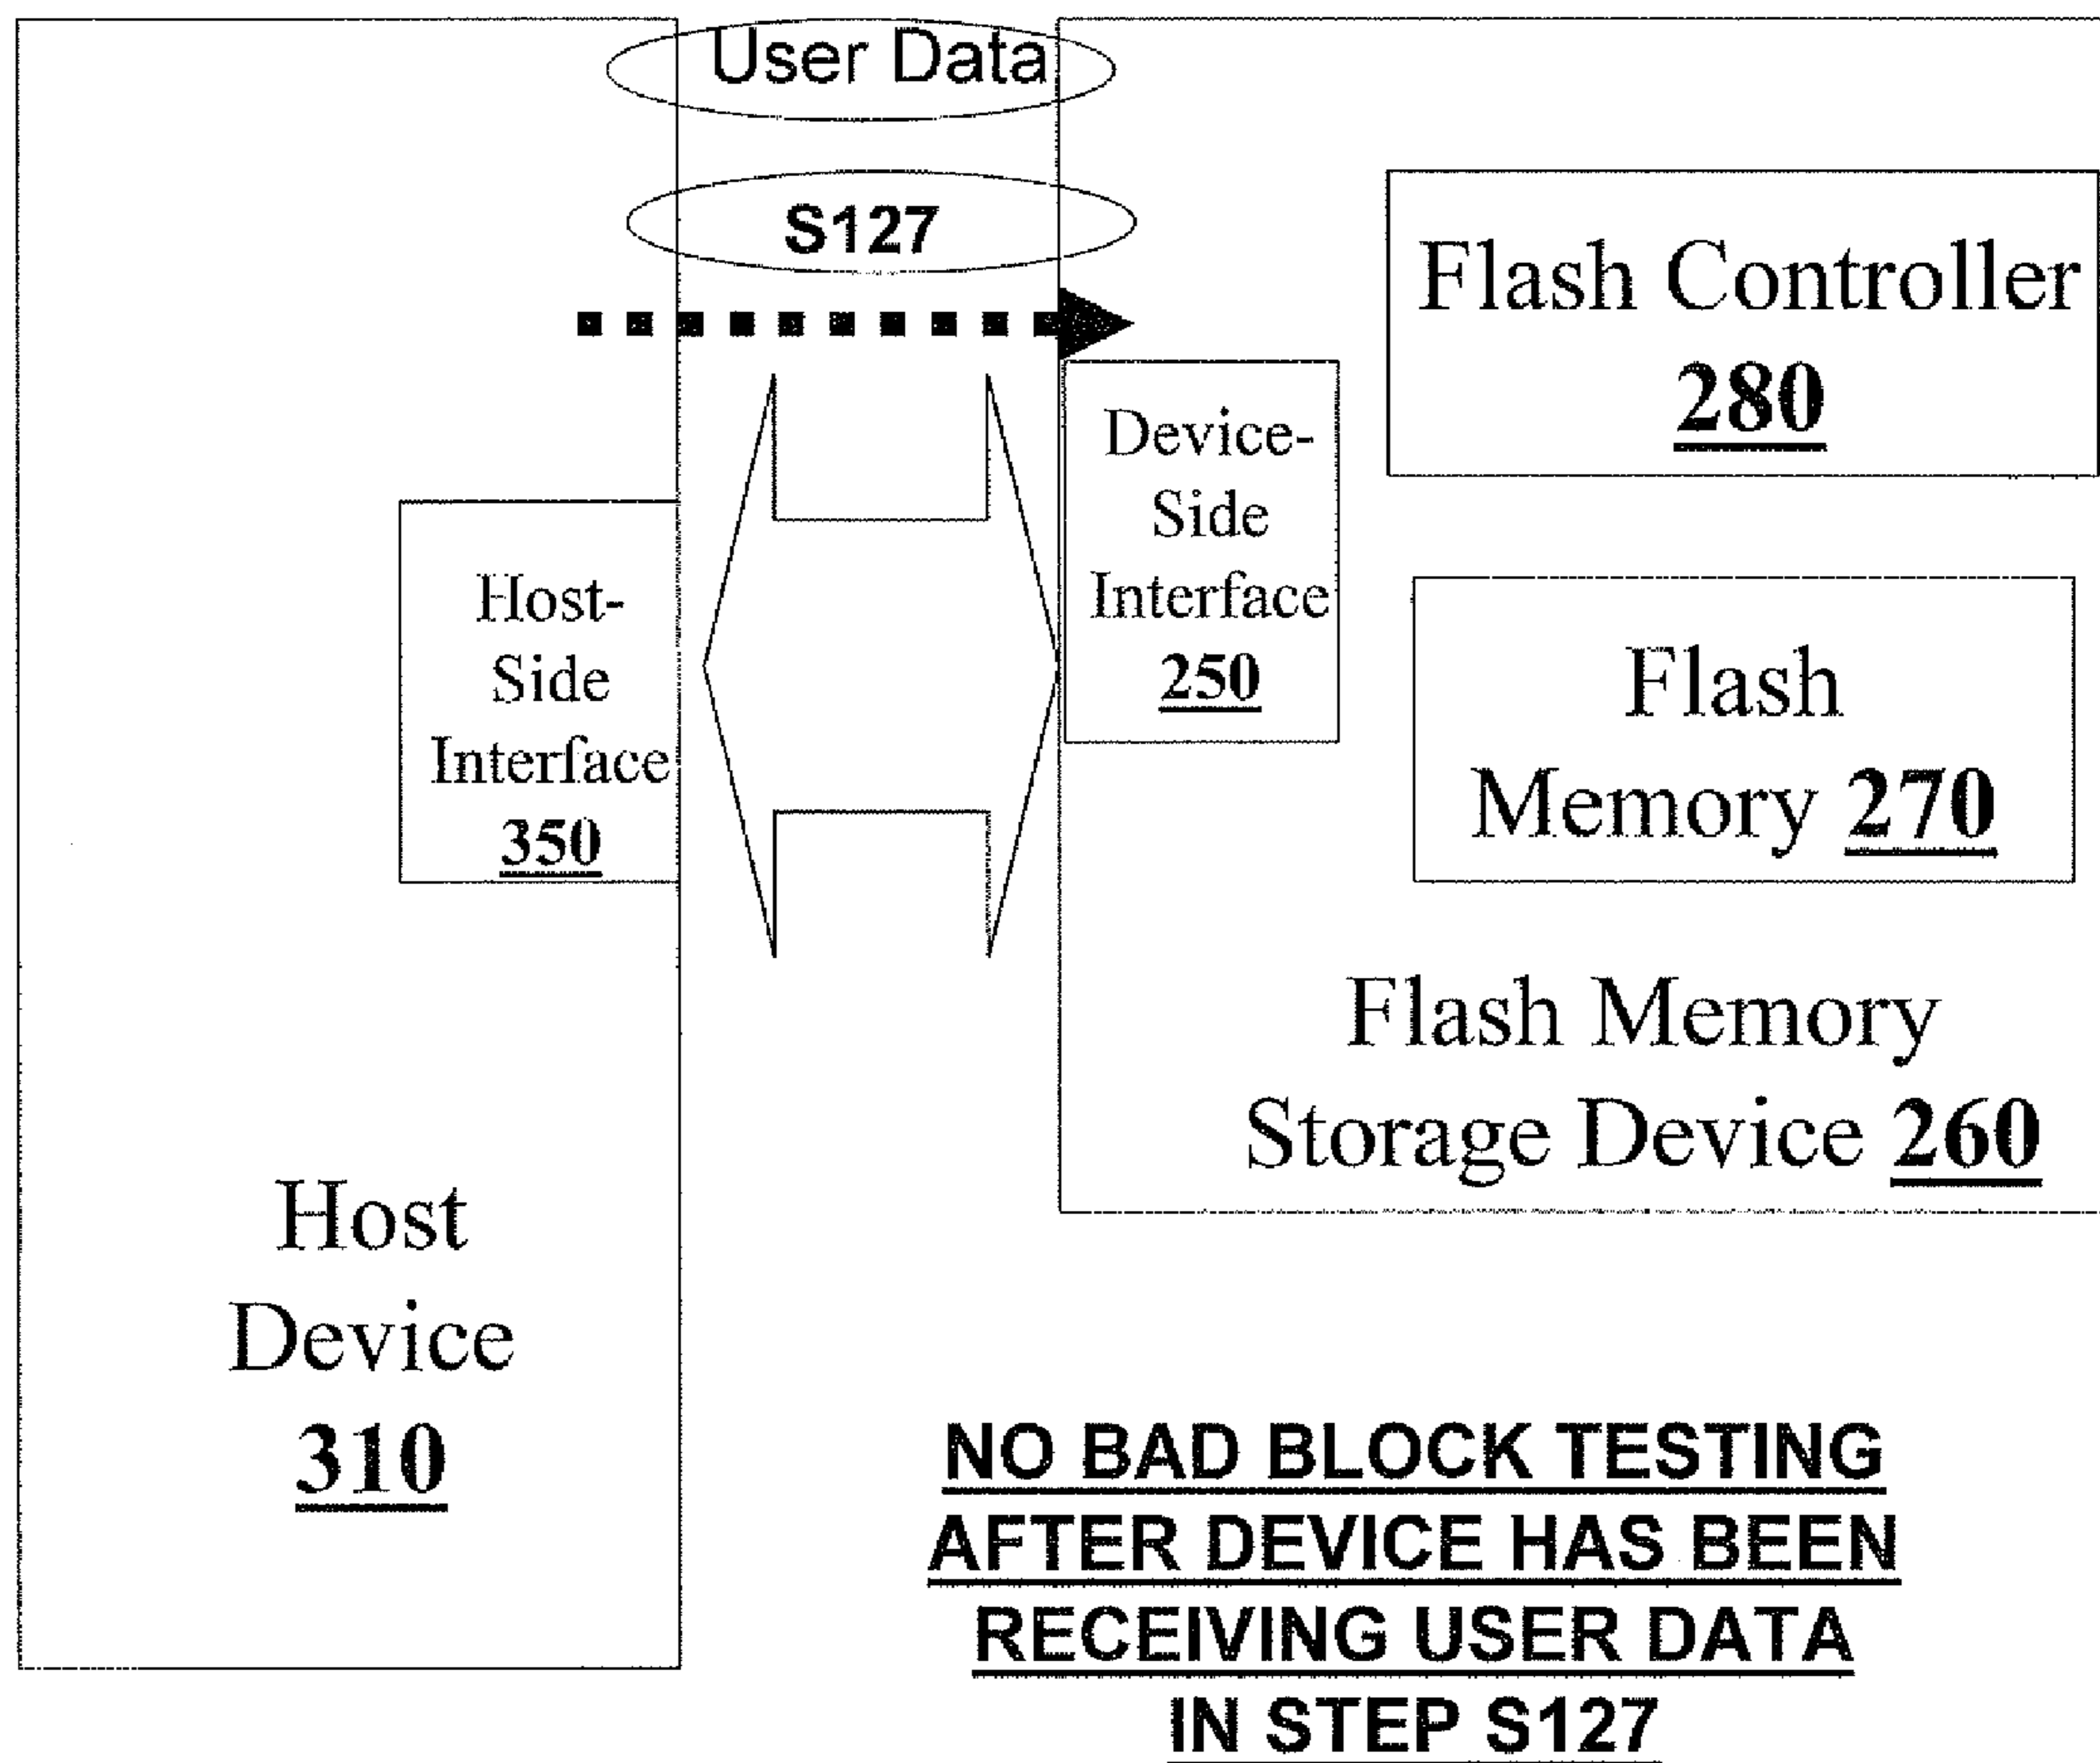 User Data
S127
Flash Controller
280
Device-
Side
Interface
250
Host-
Side
Interface
350
Flash
Memory 270
Flash Memory
Storage Device 260
Host
Device
310
NO BAD BLOCK TESTING
AFTER DEVICE HAS BEEN
RECEIVING USER DATA
IN STEP S127